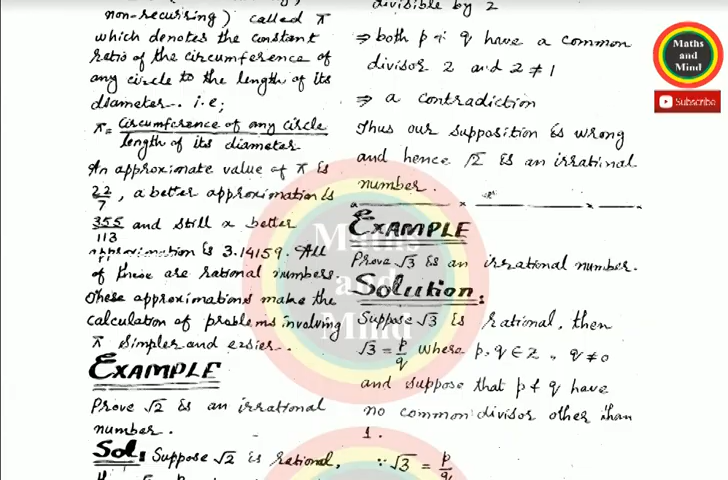 non-recurring) called π
which denotes the constant
ratio of the circumference of
any circle to the length of its
diameter. i.e;
π = Circumference of any circle
length of its diameter
An approximate value of π is
22/7, a better approximation is
355/113 and still a better
approximation is 3.14159. All
of these are rational numbers
These approximations make the
calculation of problems involving
π simpler and easier.
EXAMPLE
Prove √2 is an irrational
number.
Sol: Suppose √2 is rational,
divisible by 2
⇒ both p & q have a common
divisor 2 and 2 ≠ 1
⇒ a contradiction
Thus our supposition is wrong
and hence √2 is an irrational
number.
EXAMPLE
Prove √3 is an irrational number.
Solution:
Suppose √3 is rational, then
√3 = p/q where p, q ∈ Z, q ≠ 0
and suppose that p & q have
no common divisor other than
1.
∵ √3 = p/q
Maths
and
Mind
Subscribe
Maths
and
Mind